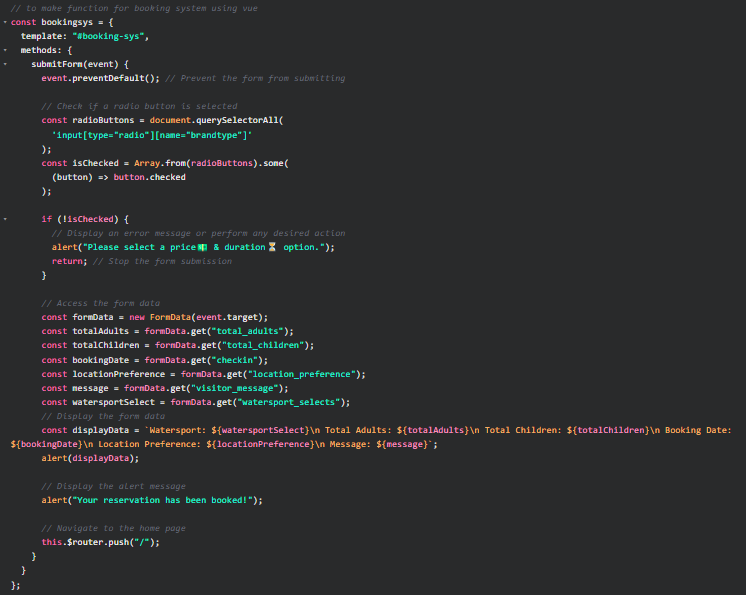 // to make function for booking system using vue
const bookingsys = {
  template: "#booking-sys",
  methods: {
    submitForm(event) {
      event.preventDefault(); // Prevent the form from submitting

      // Check if a radio button is selected
      const radioButtons = document.querySelectorAll(
        'input[type="radio"][name="brandtype"]'
      );
      const isChecked = Array.from(radioButtons).some(
        (button) => button.checked
      );

      if (!isChecked) {
        // Display an error message or perform any desired action
        alert("Please select a price💵 & duration⌛ option.");
        return; // Stop the form submission
      }

      // Access the form data
      const formData = new FormData(event.target);
      const totalAdults = formData.get("total_adults");
      const totalChildren = formData.get("total_children");
      const bookingDate = formData.get("checkin");
      const locationPreference = formData.get("location_preference");
      const message = formData.get("visitor_message");
      const watersportSelect = formData.get("watersport_selects");
      // Display the form data
      const displayData = `Watersport: ${watersportSelect}\n Total Adults: ${totalAdults}\n Total Children: ${totalChildren}\n Booking Date:
${bookingDate}\n Location Preference: ${locationPreference}\n Message: ${message}`;
      alert(displayData);

      // Display the alert message
      alert("Your reservation has been booked!");

      // Navigate to the home page
      this.$router.push("/");
    }
  }
};